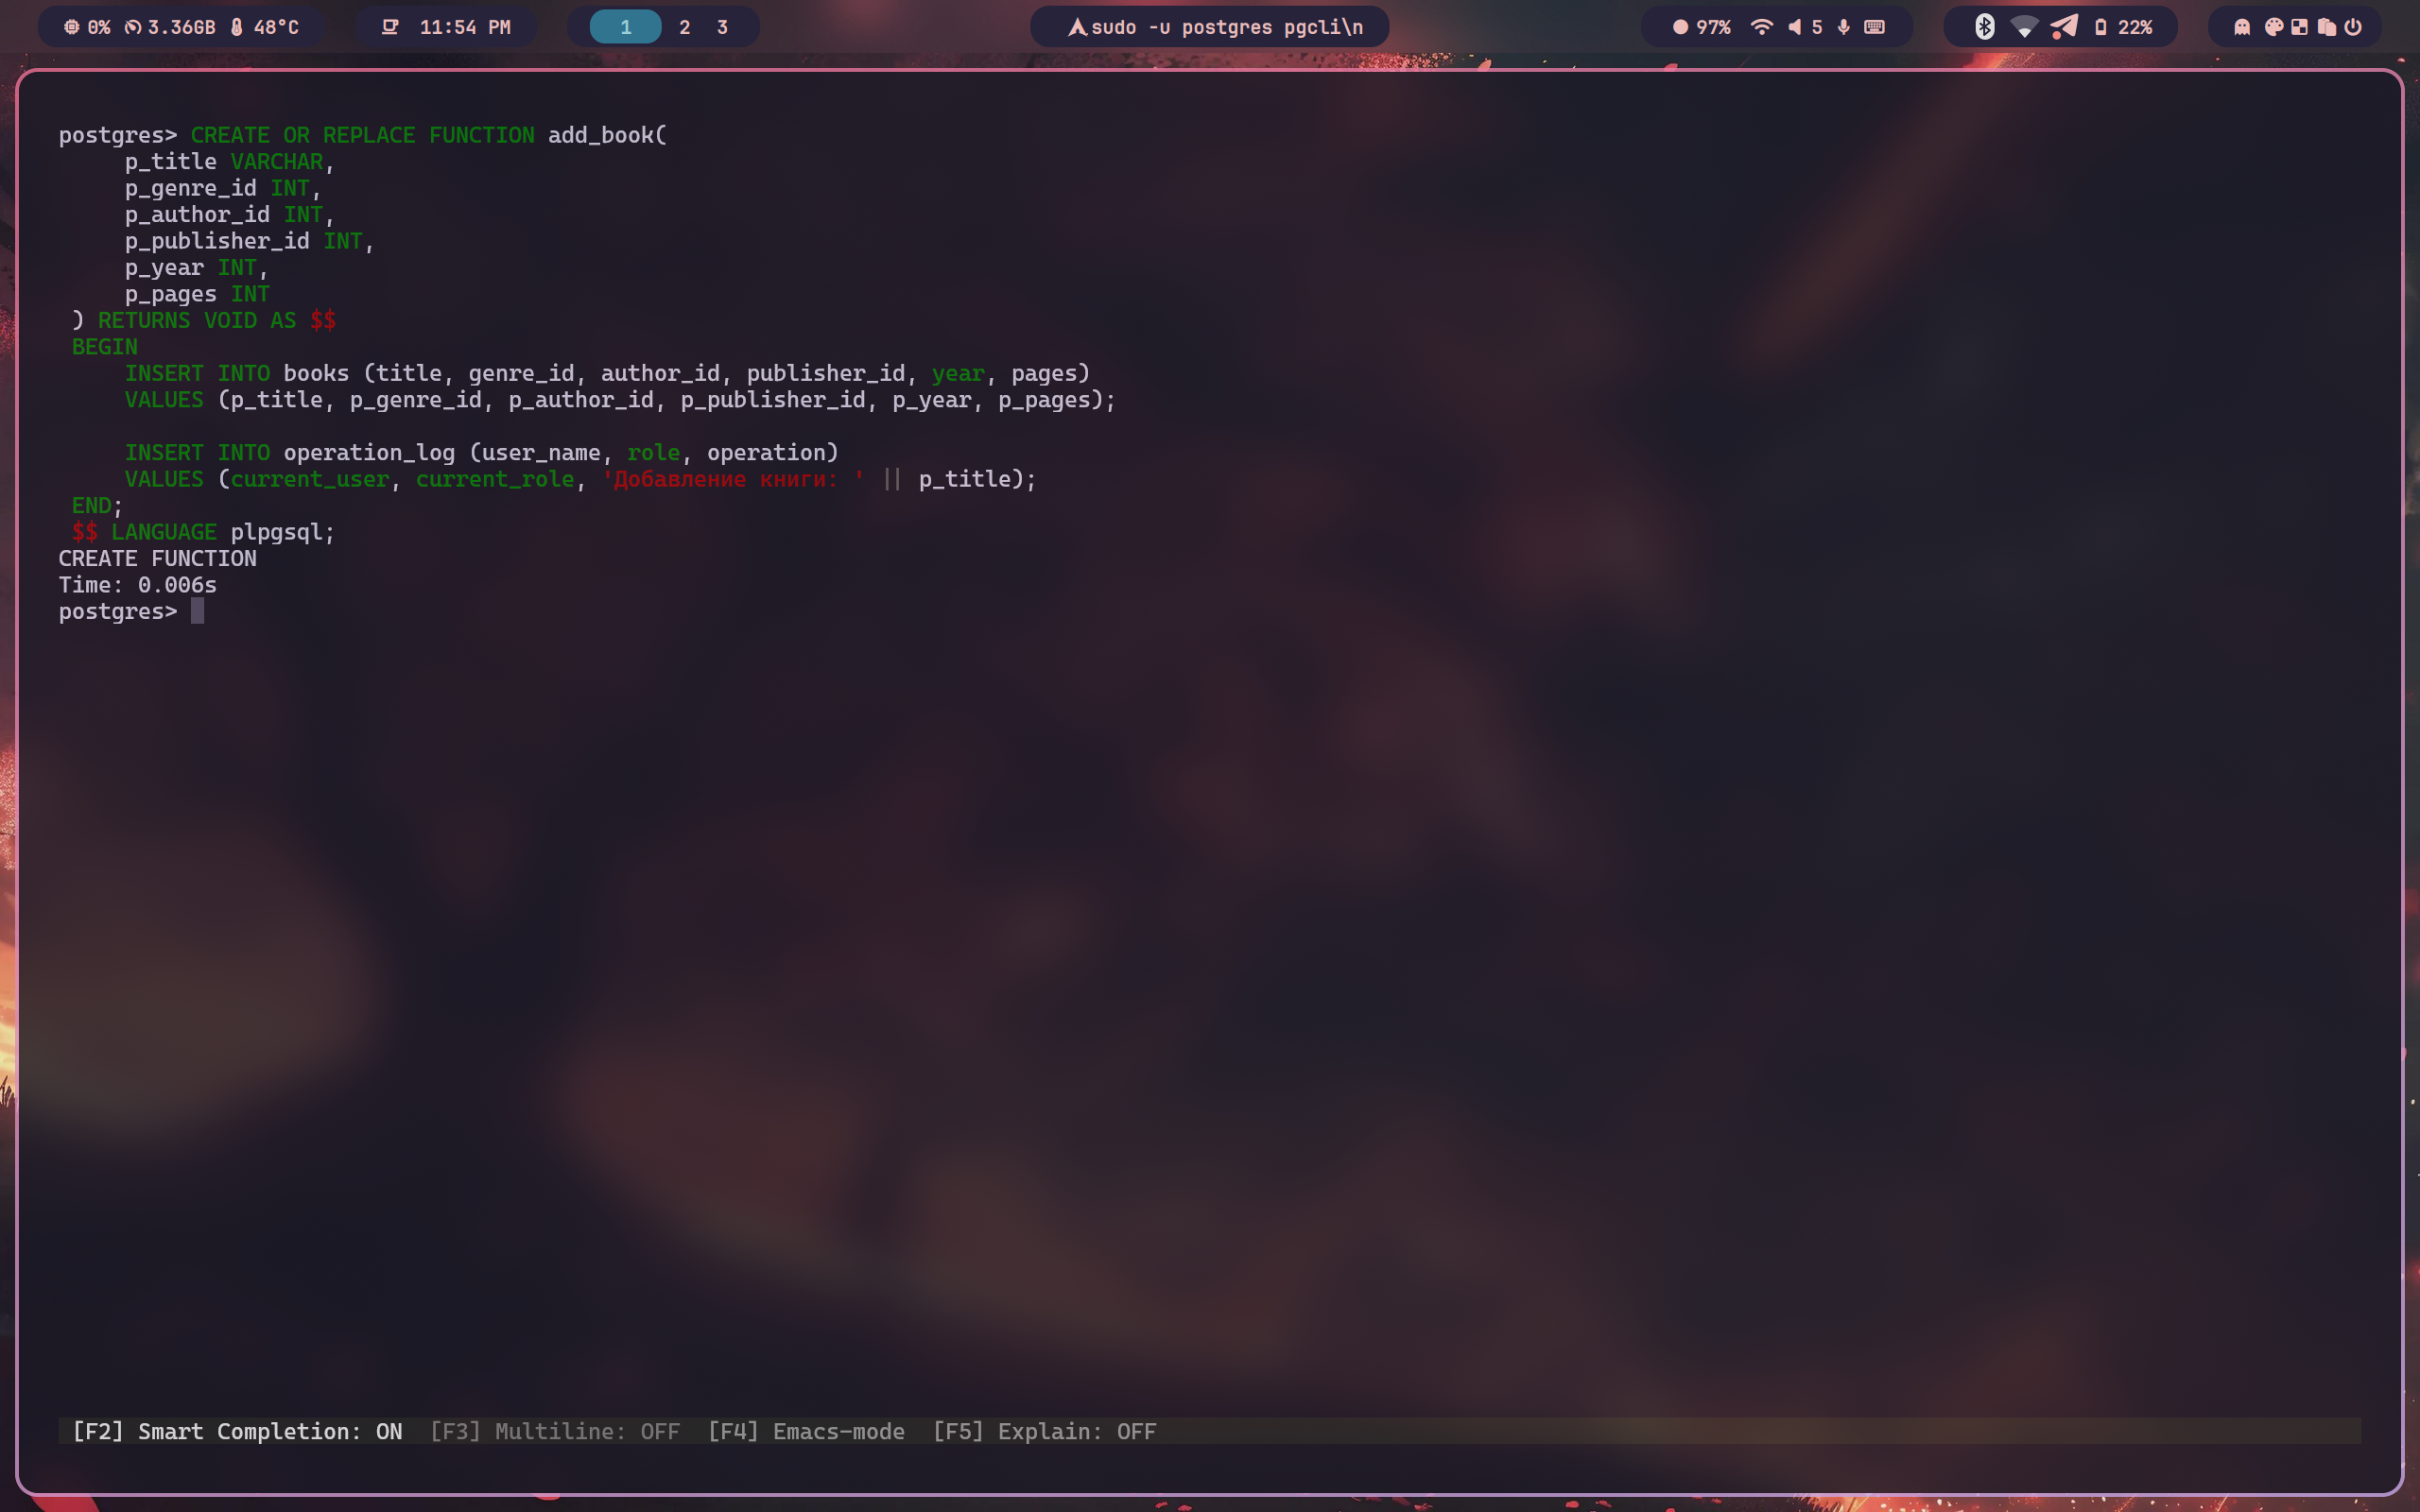 0% 3.36GB 48°C 11:54 PM 1 2 3 sudo -u postgres pgcli\n 97% 5 22%
postgres> CREATE OR REPLACE FUNCTION add_book(
p_title VARCHAR,
p_genre_id INT,
p_author_id INT,
p_publisher_id INT,
p_year INT,
p_pages INT
) RETURNS VOID AS $$
BEGIN
INSERT INTO books (title, genre_id, author_id, publisher_id, year, pages)
VALUES (p_title, p_genre_id, p_author_id, p_publisher_id, p_year, p_pages);
INSERT INTO operation_log (user_name, role, operation)
VALUES (current_user, current_role, 'Добавление книги: ' || p_title);
END;
$$ LANGUAGE plpgsql;
CREATE FUNCTION
Time: 0.006s
postgres>
[F2] Smart Completion: ON [F3] Multiline: OFF [F4] Emacs-mode [F5] Explain: OFF